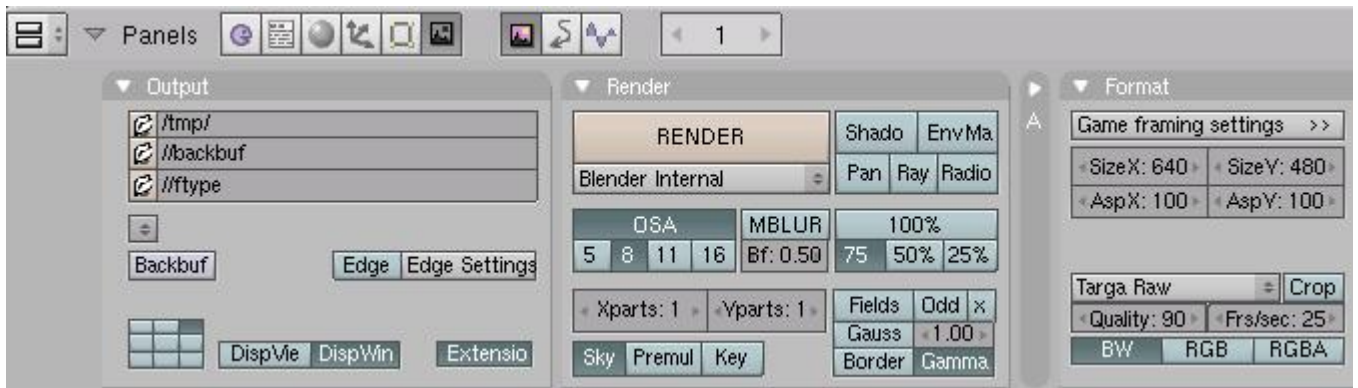 Panels 1
Output
/tmp/
//backbuf
//ftype
Backbuf Edge Edge Settings
DispVie DispWin Extensio
Render
RENDER
Blender Internal
Shado EnvMa
Pan Ray Radio
OSA MBLUR 100%
5 8 11 16 Bf: 0.50 75 50% 25%
Xparts: 1 Yparts: 1
Fields Odd x
Gauss 1.00
Sky Premul Key Border Gamma
A
Format
Game framing settings >>
SizeX: 640 SizeY: 480
AspX: 100 AspY: 100
Targa Raw Crop
Quality: 90 Frs/sec: 25
BW RGB RGBA